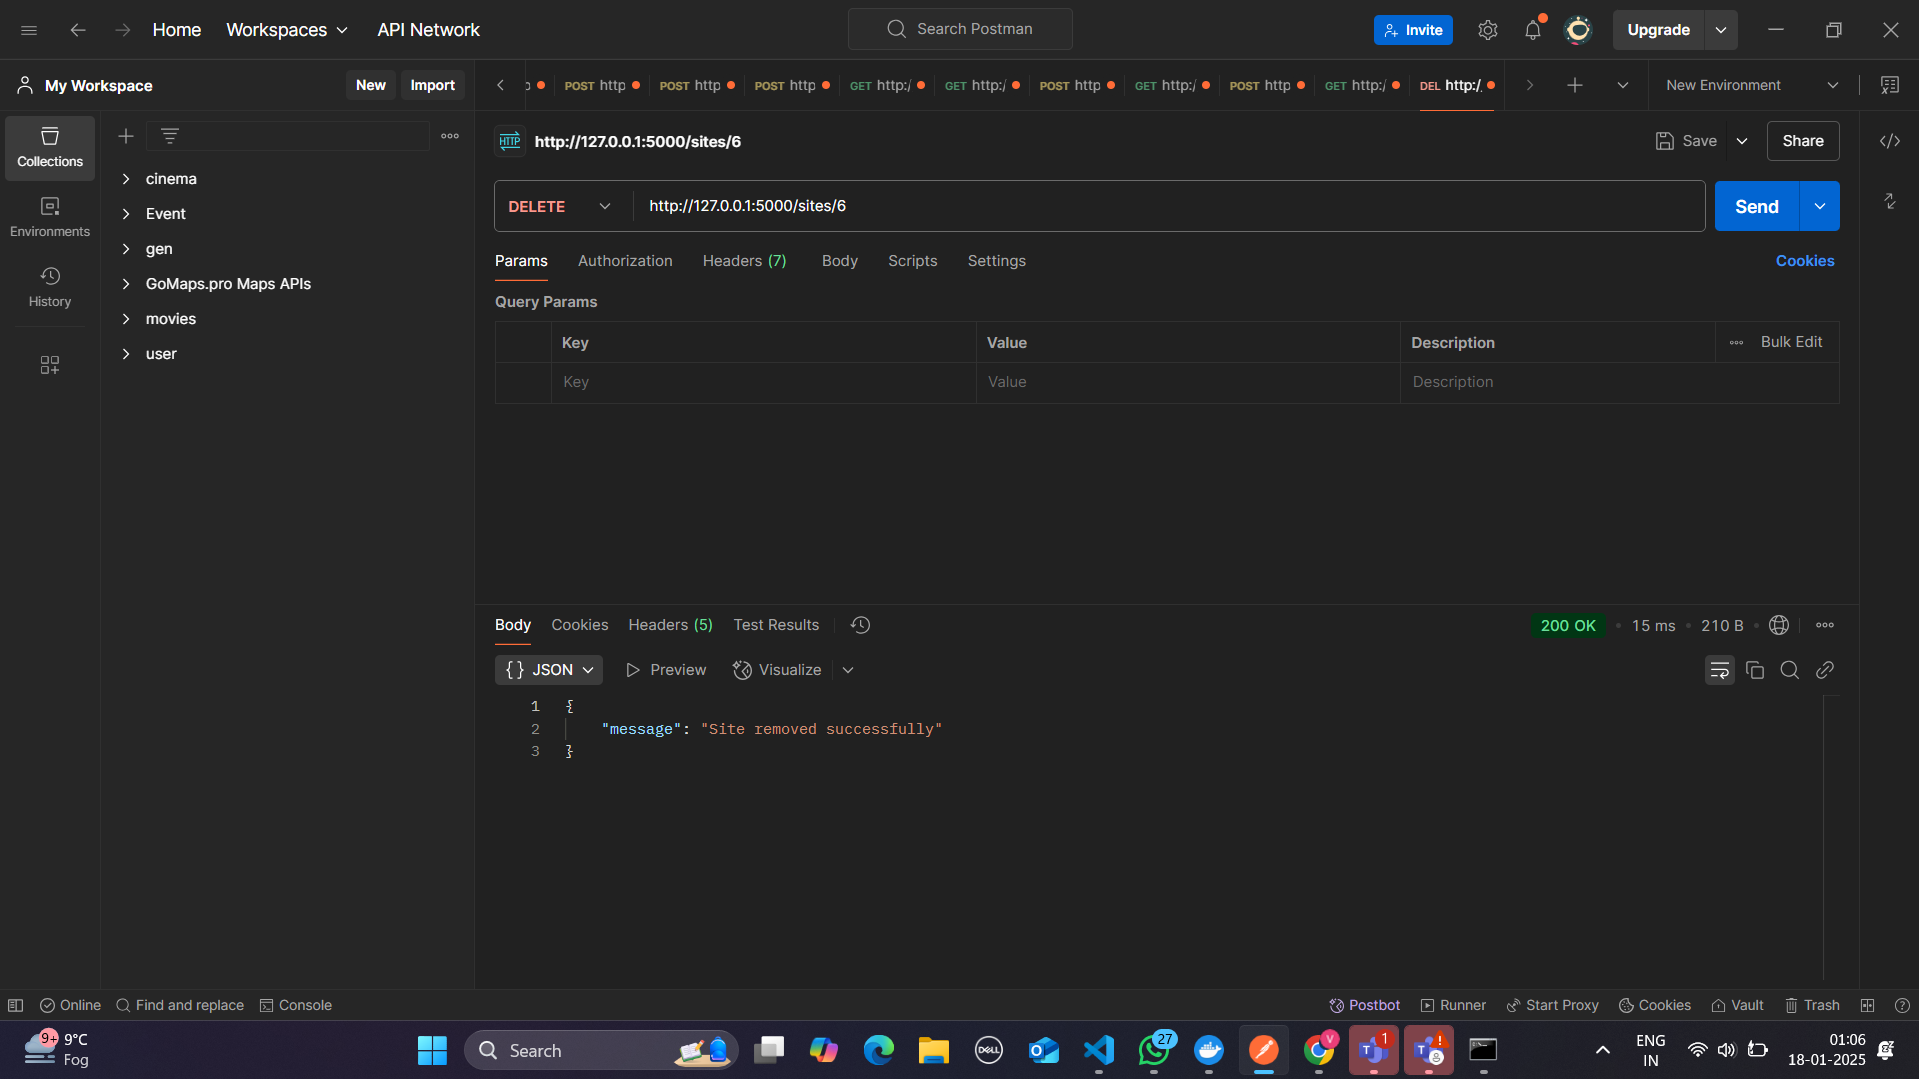 Home Workspaces API Network Search Postman Invite Upgrade
My Workspace New Import POST http POST http POST http GET http:/ GET http:/ POST http GET http:/ POST http GET http:/ DEL http:/ New Environment
Collections
Environments
History
cinema
Event
gen
GoMaps.pro Maps APIs
movies
user
HTTP http://127.0.0.1:5000/sites/6 Save Share
DELETE http://127.0.0.1:5000/sites/6 Send
Params Authorization Headers (7) Body Scripts Settings Cookies
Query Params
Key Value Description Bulk Edit
Key Value Description
Body Cookies Headers (5) Test Results 200 OK 15 ms 210 B
{} JSON Preview Visualize
1 {
2 "message": "Site removed successfully"
3 }
Online Find and replace Console Postbot Runner Start Proxy Cookies Vault Trash
9+ 9°C
Fog
Search
DELL
27
V
1
ENG
IN
01:06
18-01-2025